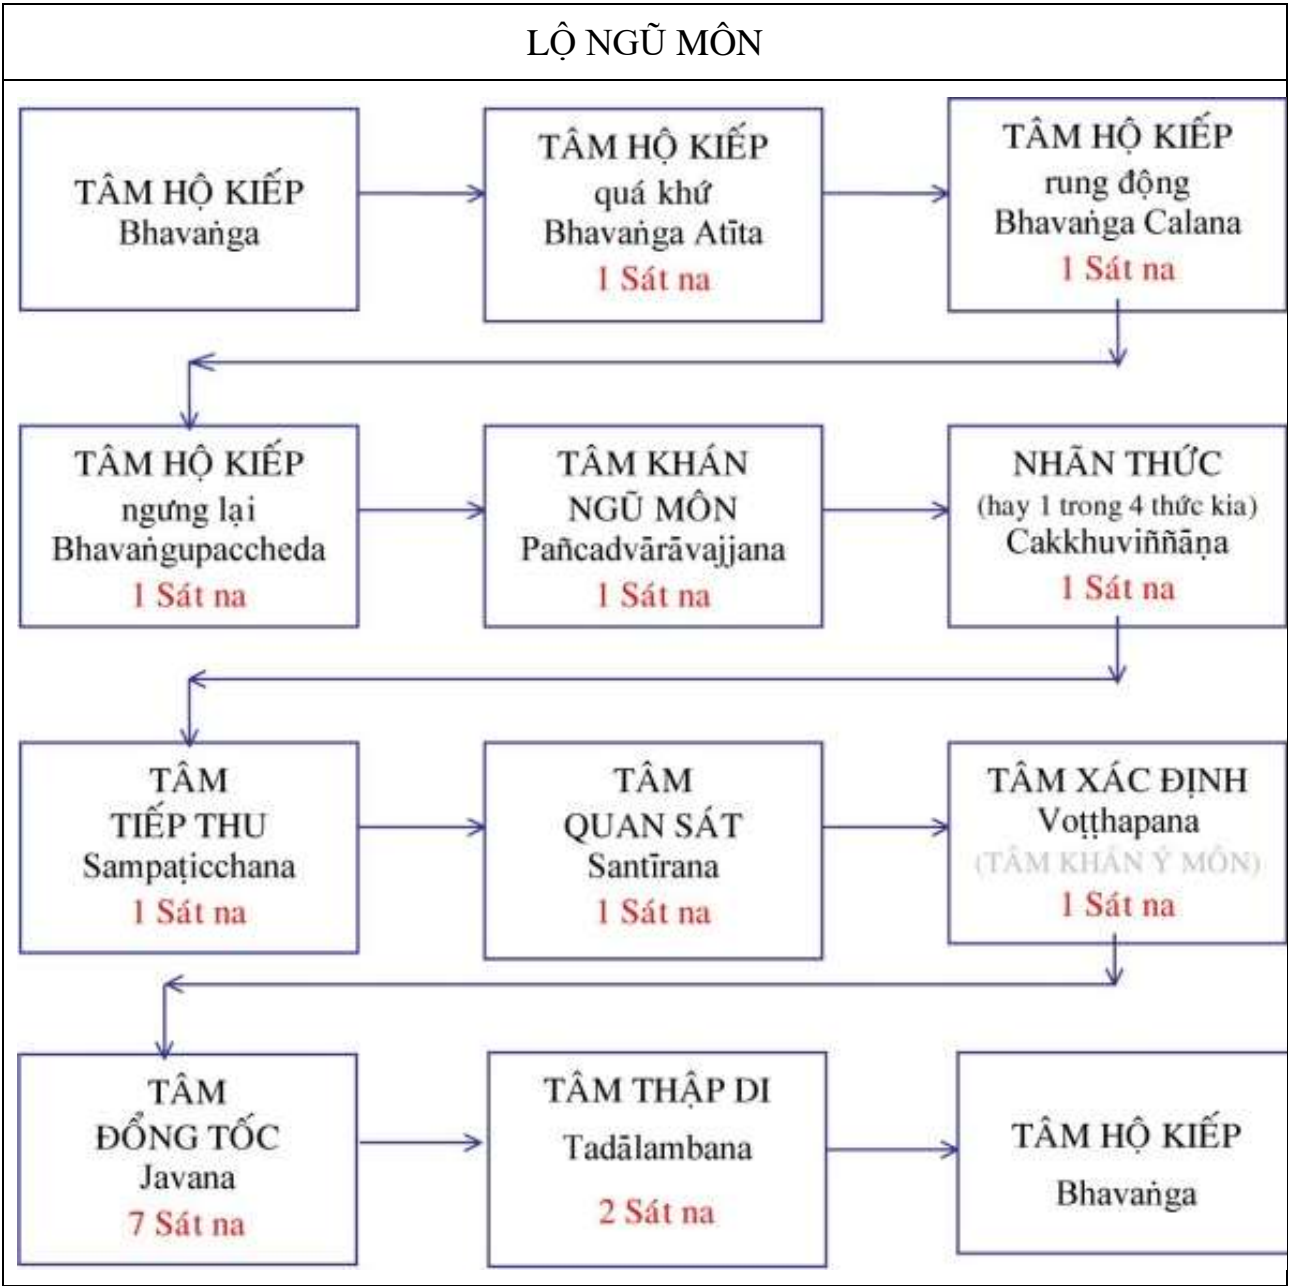 LỘ NGŨ MÔN
TÂM HỘ KIẾP
Bhavaṅga
TÂM HỘ KIẾP
quá khứ
Bhavaṅga Atīta
1 Sát na
TÂM HỘ KIẾP
rung động
Bhavaṅga Calana
1 Sát na
TÂM HỘ KIẾP
ngưng lại
Bhavaṅgupaccheda
1 Sát na
TÂM KHÁN
NGŨ MÔN
Pañcadvārāvajjana
1 Sát na
NHÃN THỨC
(hay 1 trong 4 thức kia)
Cakkhuviññāṇa
1 Sát na
TÂM
TIẾP THU
Sampaṭicchana
1 Sát na
TÂM
QUAN SÁT
Santīrana
1 Sát na
TÂM XÁC ĐỊNH
Voṭṭhapana
(TÂM KHÁN Ý MÔN)
1 Sát na
TÂM
ĐỔNG TỐC
Javana
7 Sát na
TÂM THẬP DI
Tadālambana
2 Sát na
TÂM HỘ KIẾP
Bhavaṅga